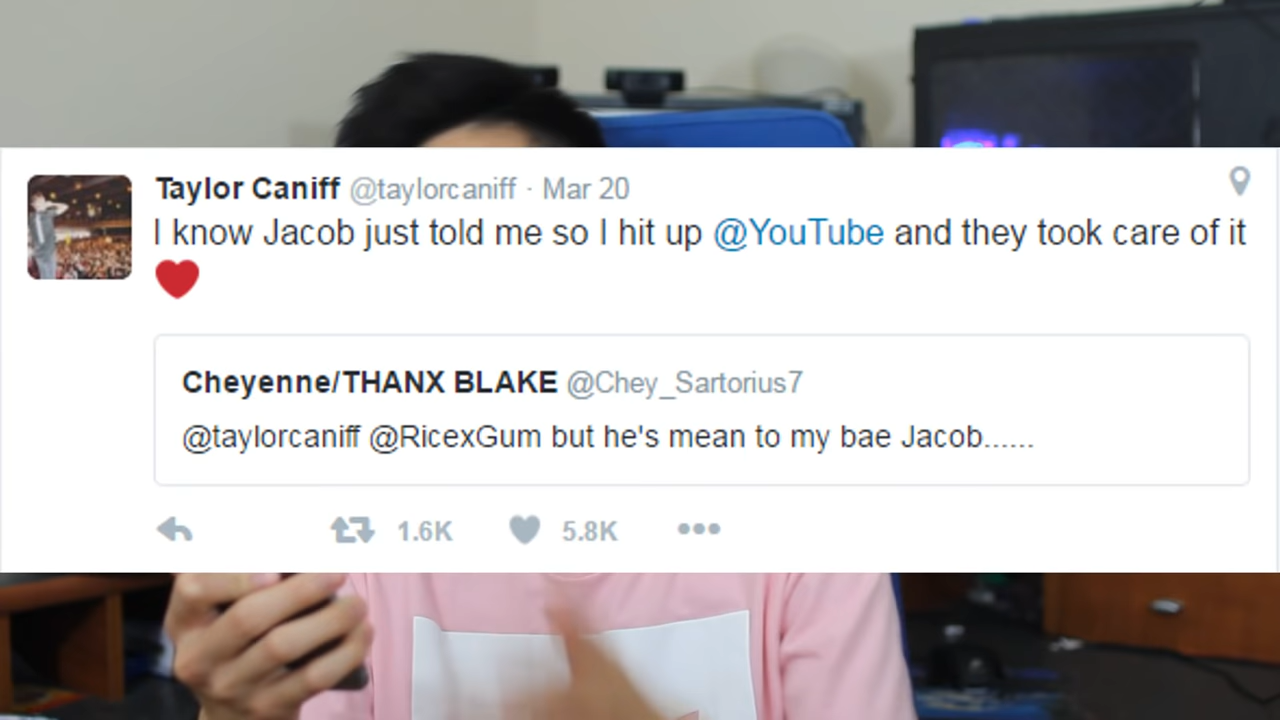 Taylor Caniff @taylorcaniff · Mar 20
I know Jacob just told me so I hit up @YouTube and they took care of it
❤
Cheyenne/THANX BLAKE @Chey_Sartorius7
@taylorcaniff @RicexGum but he's mean to my bae Jacob......
1.6K 5.8K •••